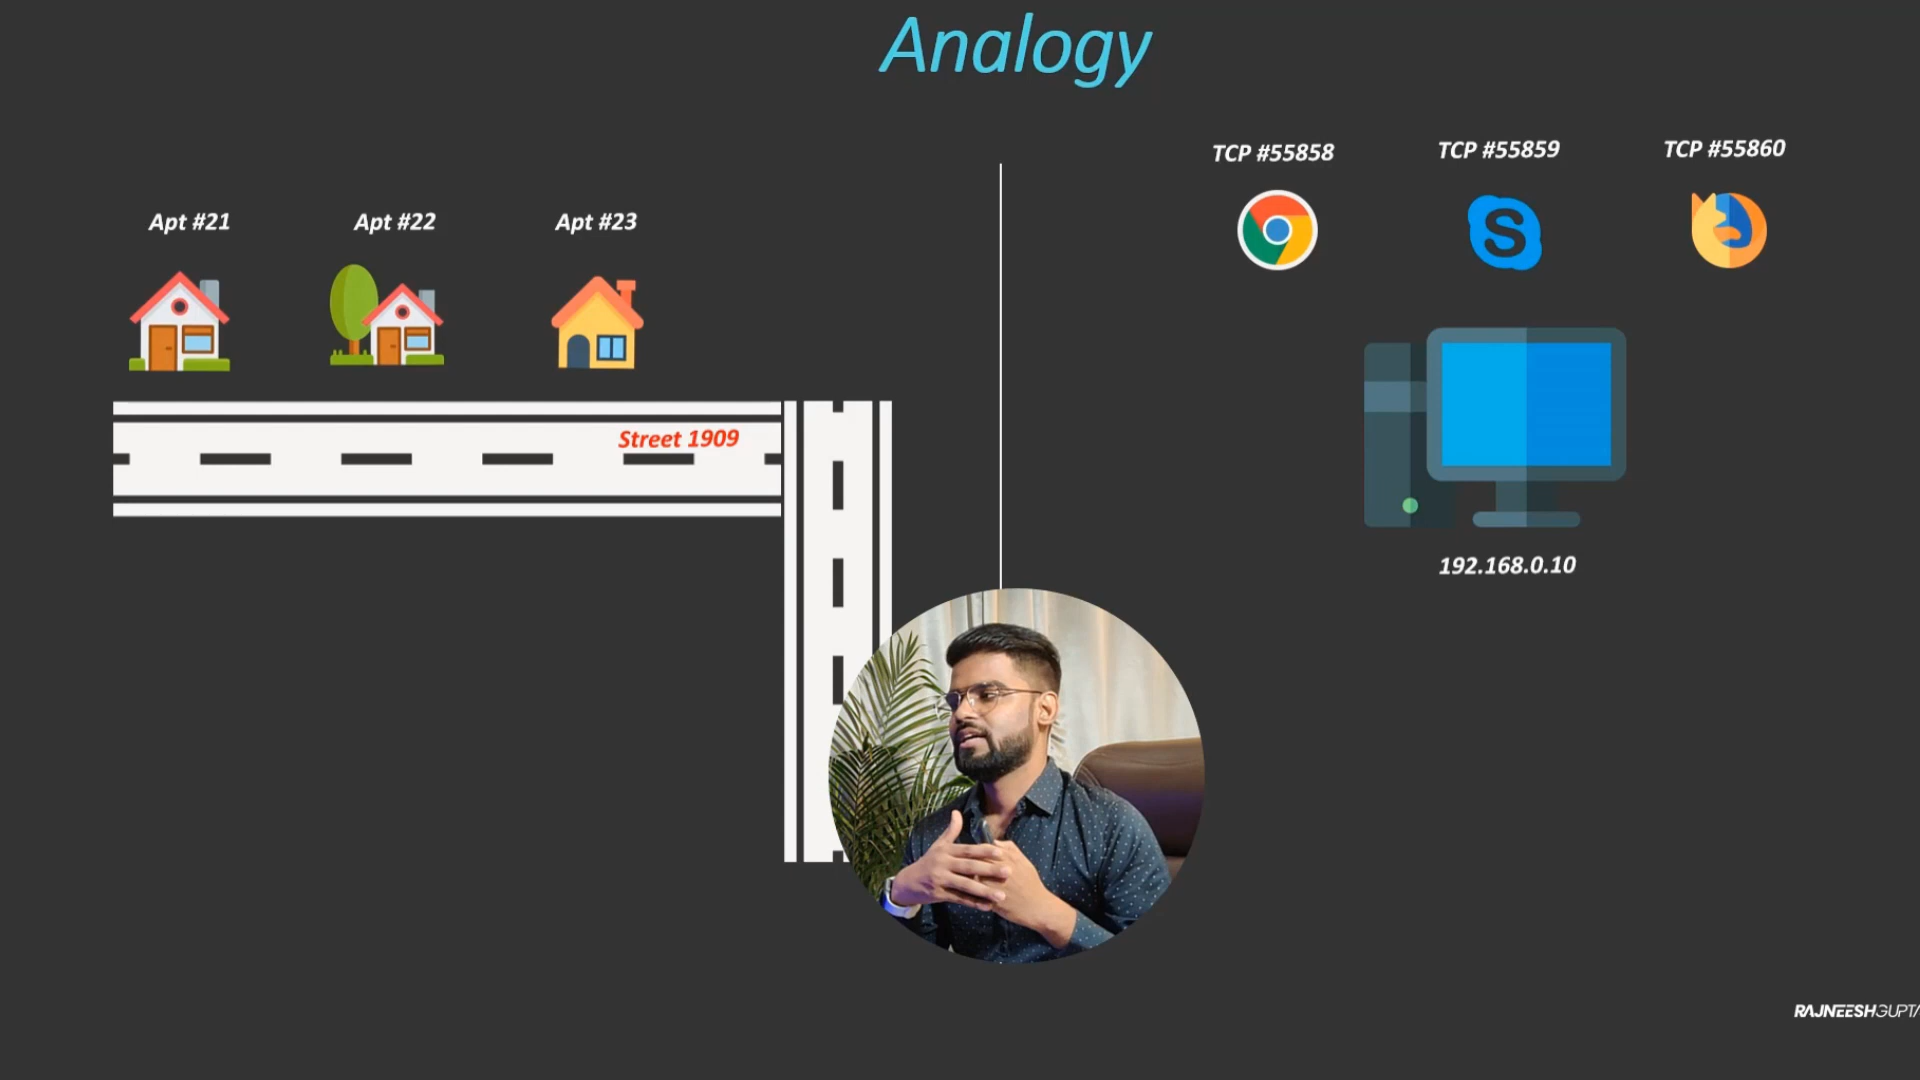 Analogy
Apt #21
Apt #22
Apt #23
Street 1909
TCP #55858
TCP #55859
TCP #55860
S
192.168.0.10
RAJNEESHGUPTA